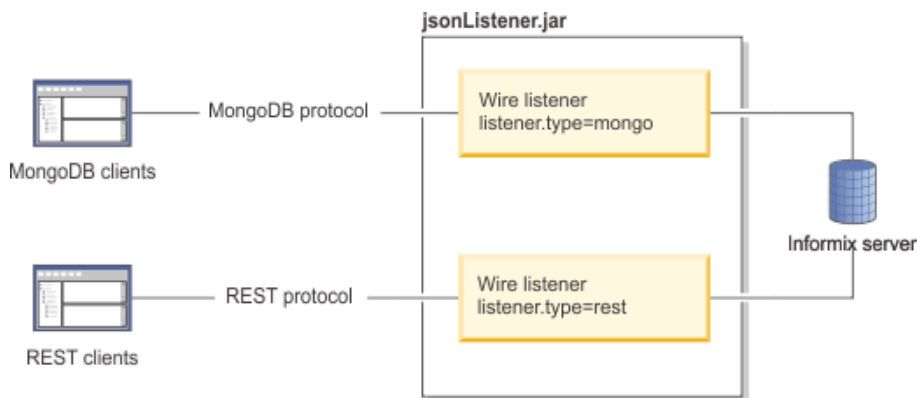 jsonListener.jar
Wire listener
listener.type=mongo
MongoDB protocol
MongoDB clients
Informix server
Wire listener
listener.type=rest
REST protocol
REST clients